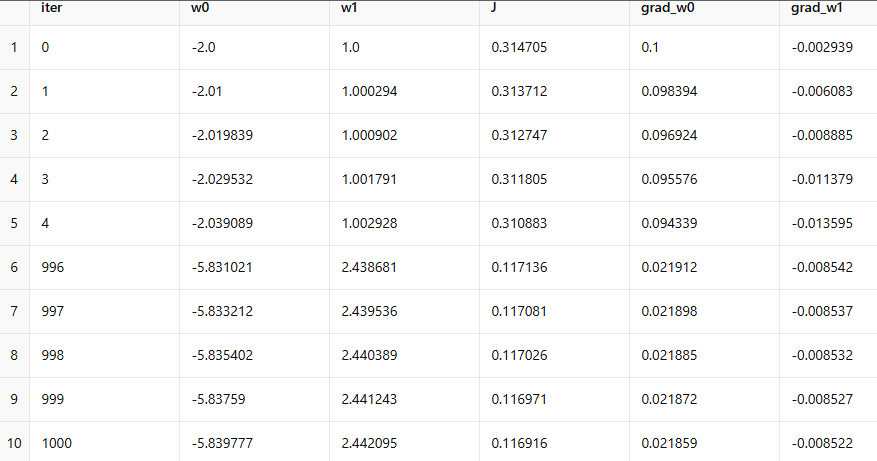 iter w0 w1 J grad_w0 grad_w1
1 0 -2.0 1.0 0.314705 0.1 -0.002939
2 1 -2.01 1.000294 0.313712 0.098394 -0.006083
3 2 -2.019839 1.000902 0.312747 0.096924 -0.008885
4 3 -2.029532 1.001791 0.311805 0.095576 -0.011379
5 4 -2.039089 1.002928 0.310883 0.094339 -0.013595
6 996 -5.831021 2.438681 0.117136 0.021912 -0.008542
7 997 -5.833212 2.439536 0.117081 0.021898 -0.008537
8 998 -5.835402 2.440389 0.117026 0.021885 -0.008532
9 999 -5.83759 2.441243 0.116971 0.021872 -0.008527
10 1000 -5.839777 2.442095 0.116916 0.021859 -0.008522